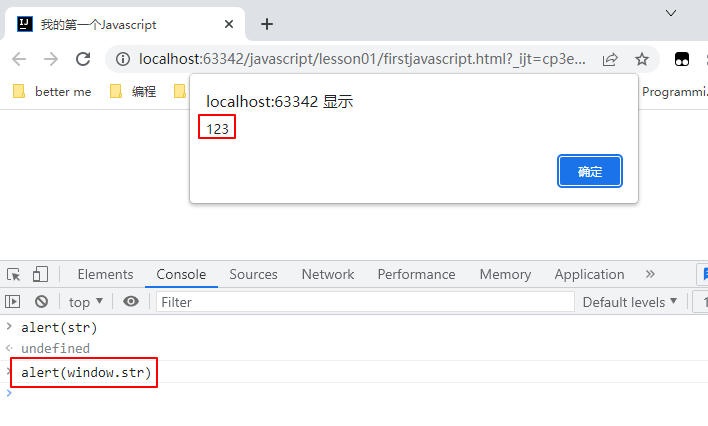 我的第一个Javascript
localhost:63342/javascript/lesson01/firstjavascript.html?_ijt=cp3e...
better me
编程
Programmi.
localhost:63342 显示
123
确定
Elements Console Sources Network Performance Memory Application »
top ▼ Filter Default levels ▼ 1
alert(str)
undefined
alert(window.str)